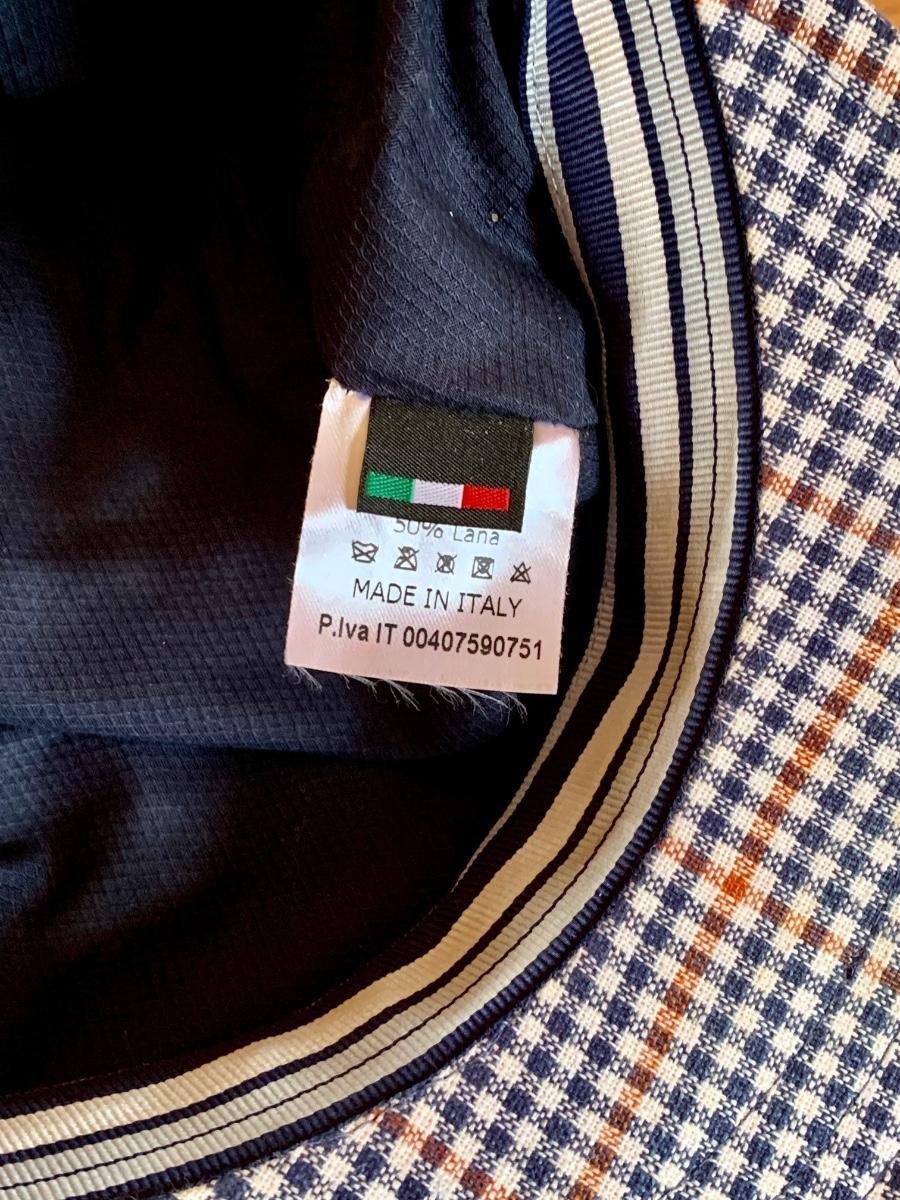 50% Lana
MADE IN ITALY
P.Iva IT 00407590751